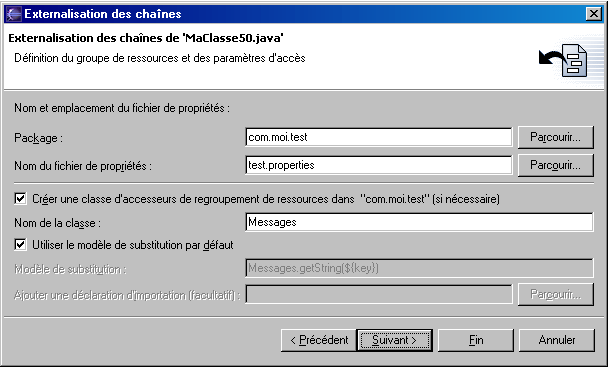 Externalisation des chaînes
Externalisation des chaînes de 'MaClasse50.java'
Définition du groupe de ressources et des paramètres d'accès
Nom et emplacement du fichier de propriétés :
Package : com.moi.test Parcourir...
Nom du fichier de propriétés : test.properties Parcourir...
Créer une classe d'accesseurs de regroupement de ressources dans "com.moi.test" (si nécessaire)
Nom de la classe : Messages
Utiliser le modèle de substitution par défaut
Modèle de substitution : Messages.getString(${key})
Ajouter une déclaration d'importation (facultatif) : Parcourir...
< Précédent Suivant > Fin Annuler